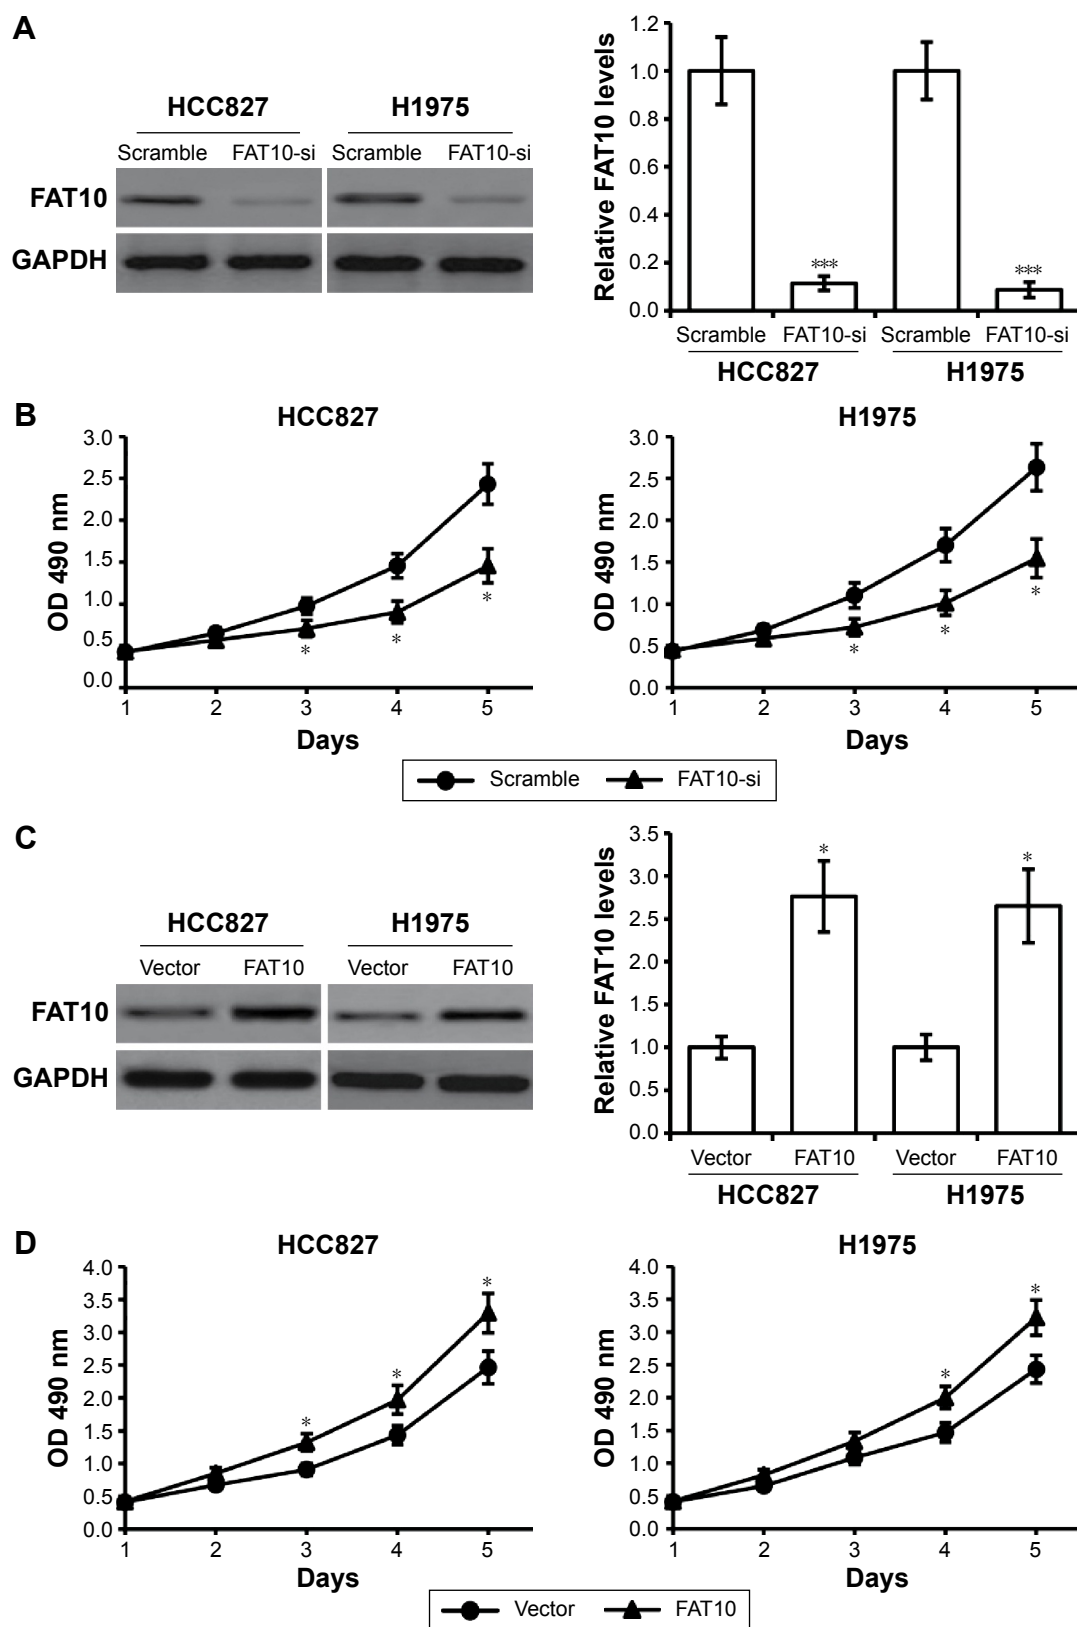 A
HCC827 H1975
Scramble FAT10-si Scramble FAT10-si
FAT10
GAPDH
Relative FAT10 levels
1.2
1.0
0.8
0.6
0.4
0.2
0.0
*** ***
Scramble FAT10-si Scramble FAT10-si
HCC827 H1975
B
HCC827
OD 490 nm
3.0
2.5
2.0
1.5
1.0
0.5
0.0
* * *
1 2 3 4 5
Days
H1975
OD 490 nm
3.0
2.5
2.0
1.5
1.0
0.5
0.0
* * *
1 2 3 4 5
Days
Scramble FAT10-si
C
HCC827 H1975
Vector FAT10 Vector FAT10
FAT10
GAPDH
Relative FAT10 levels
3.5
3.0
2.5
2.0
1.5
1.0
0.5
0.0
* *
Vector FAT10 Vector FAT10
HCC827 H1975
D
HCC827
OD 490 nm
4.0
3.5
3.0
2.5
2.0
1.5
1.0
0.5
0.0
* * *
1 2 3 4 5
Days
H1975
OD 490 nm
4.0
3.5
3.0
2.5
2.0
1.5
1.0
0.5
0.0
* *
1 2 3 4 5
Days
Vector FAT10